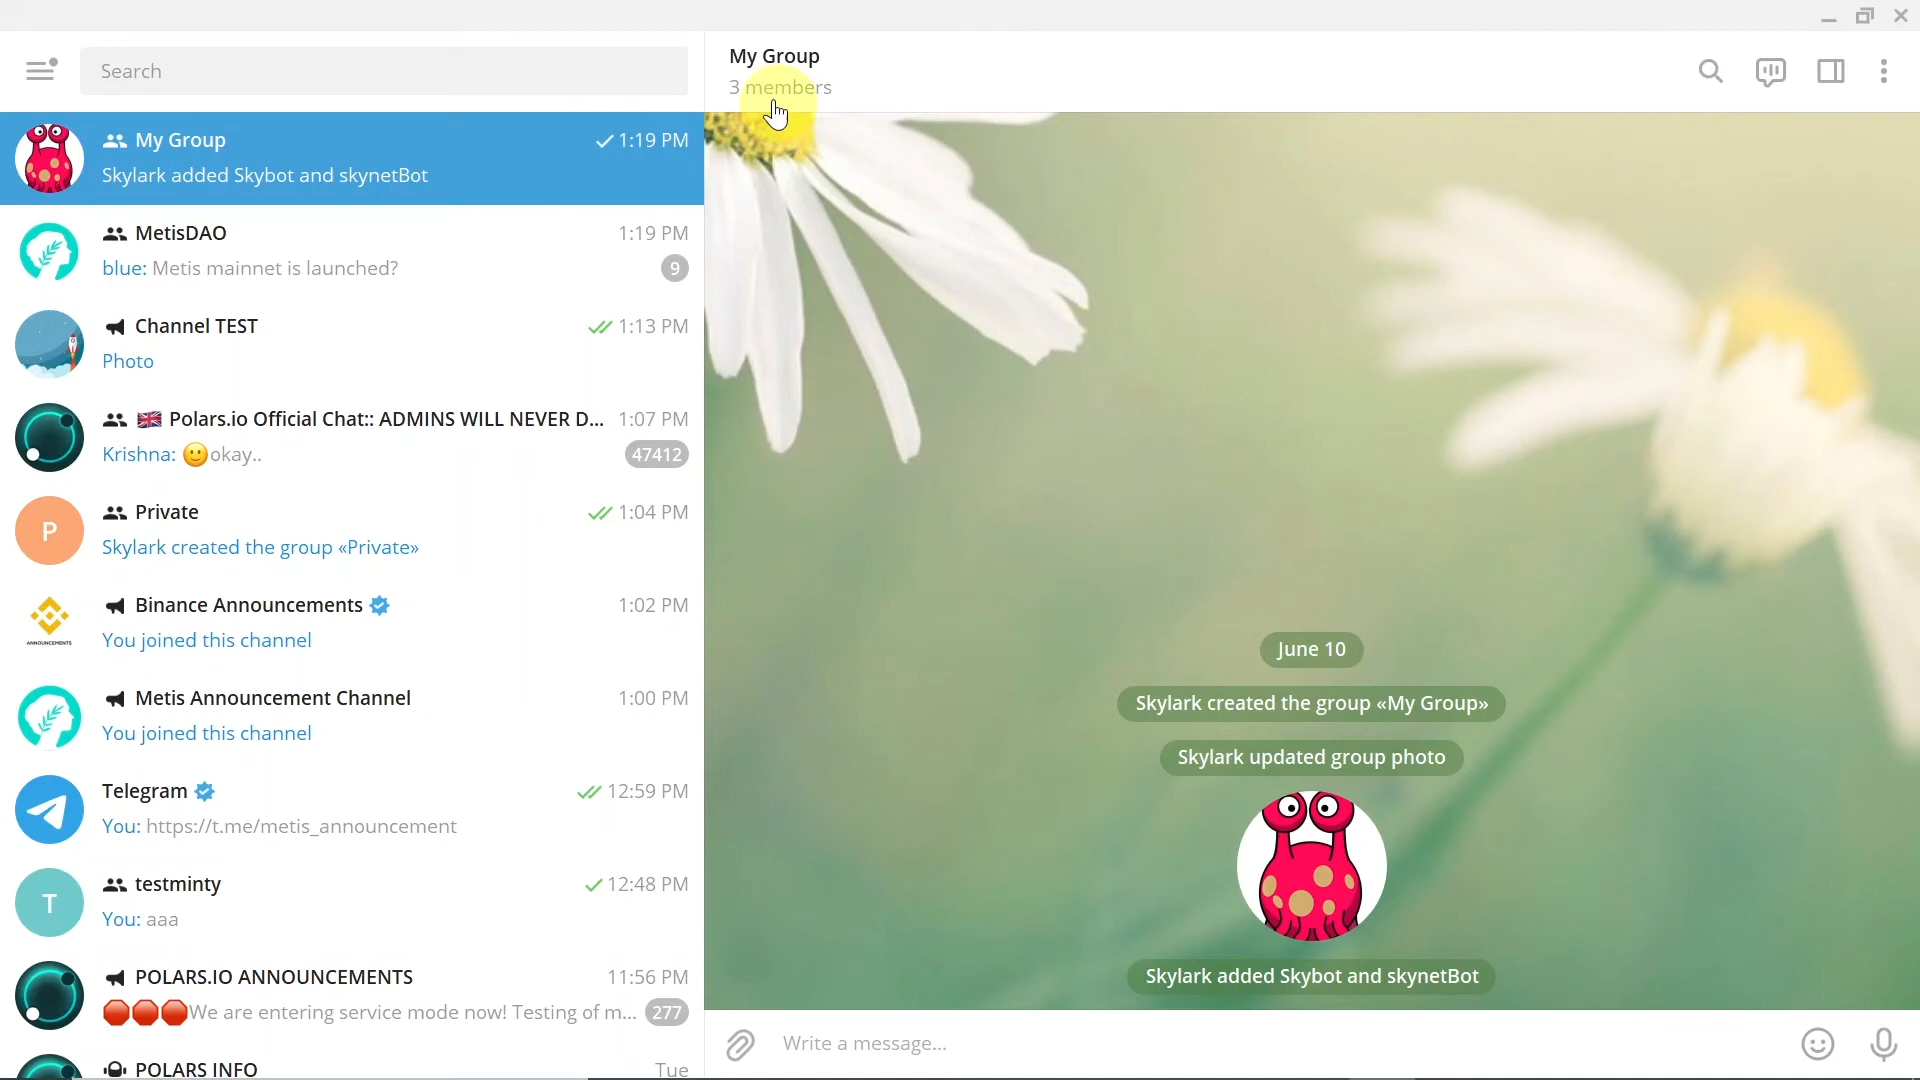 Search
My Group
3 members
My Group
1:19 PM
Skylark added Skybot and skynetBot
MetisDAO
1:19 PM
blue: Metis mainnet is launched?
9
Channel TEST
1:13 PM
Photo
🇬🇧 Polars.io Official Chat:: ADMINS WILL NEVER D...
1:07 PM
Krishna: 🙂okay..
47412
P
Private
1:04 PM
Skylark created the group «Private»
ANNOUNCEMENTS
Binance Announcements
1:02 PM
You joined this channel
Metis Announcement Channel
1:00 PM
You joined this channel
Telegram
12:59 PM
You: https://t.me/metis_announcement
T
testminty
12:48 PM
You: aaa
POLARS.IO ANNOUNCEMENTS
11:56 PM
🛑🛑🛑We are entering service mode now! Testing of m...
277
POLARS INFO
Tue
June 10
Skylark created the group «My Group»
Skylark updated group photo
Skylark added Skybot and skynetBot
Write a message...